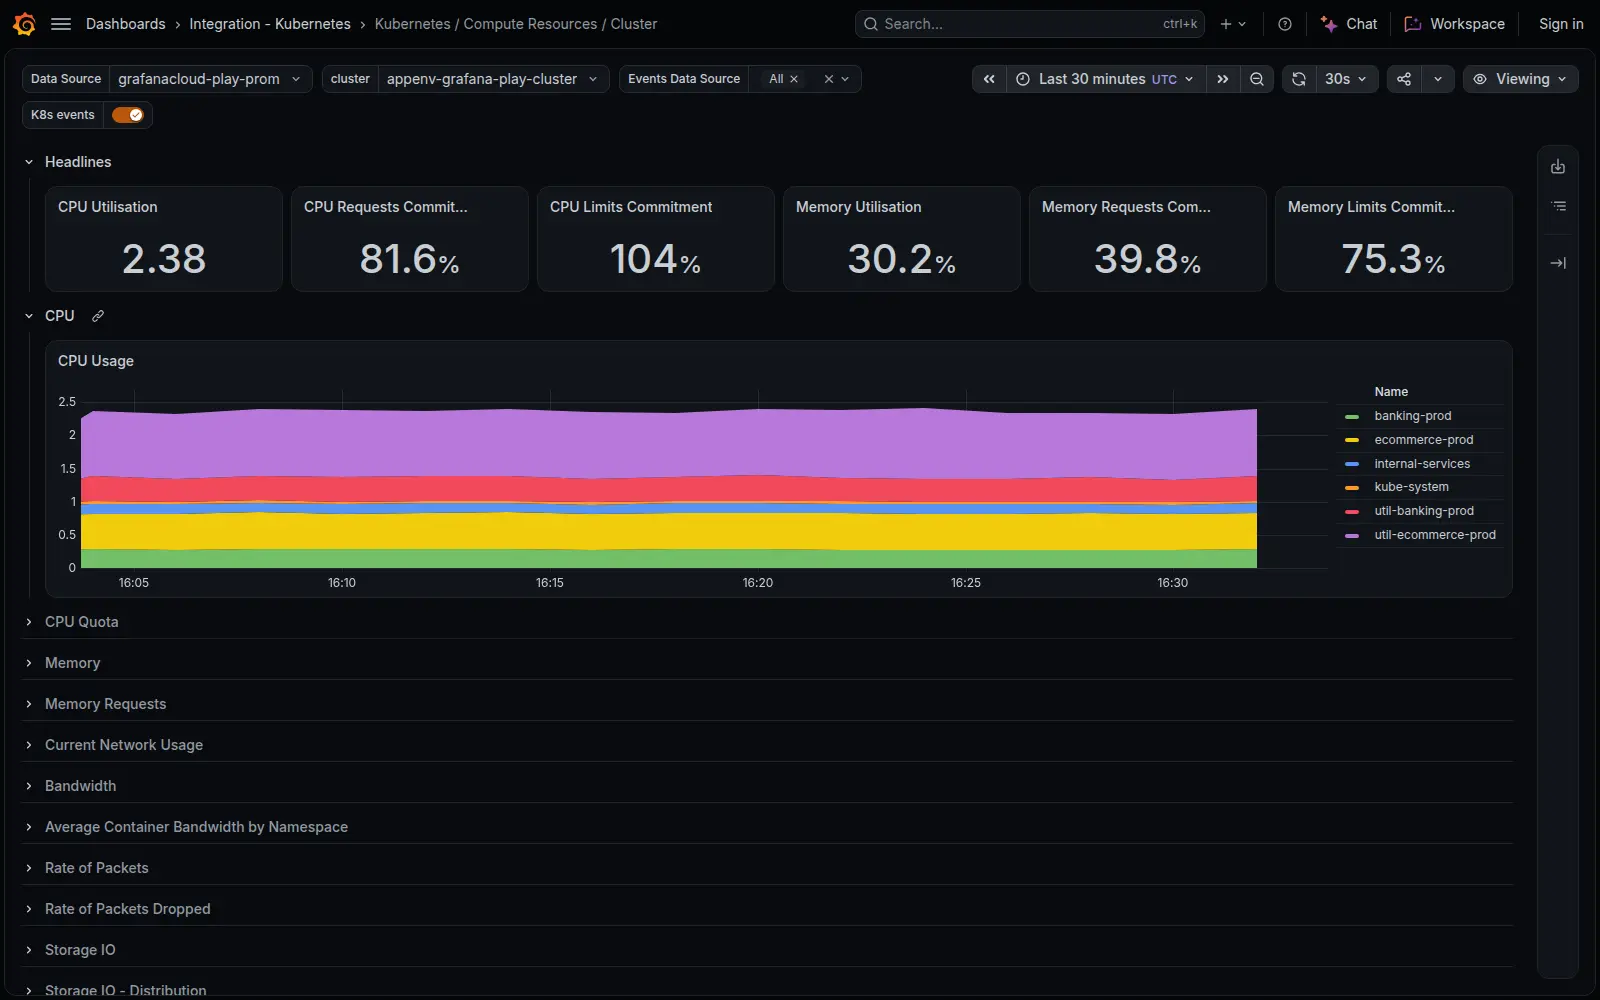 Dashboards › Integration - Kubernetes › Kubernetes / Compute Resources / Cluster
Search...
ctrl+k
Chat
Workspace
Sign in
Data Source
grafanacloud-play-prom
cluster
appenv-grafana-play-cluster
Events Data Source
All
Last 30 minutes UTC
30s
Viewing
K8s events
Headlines
CPU Utilisation
2.38
CPU Requests Commit...
81.6%
CPU Limits Commitment
104%
Memory Utilisation
30.2%
Memory Requests Com...
39.8%
Memory Limits Commit...
75.3%
CPU
CPU Usage
2.5
2
1.5
1
0.5
0
16:05
16:10
16:15
16:20
16:25
16:30
Name
banking-prod
ecommerce-prod
internal-services
kube-system
util-banking-prod
util-ecommerce-prod
CPU Quota
Memory
Memory Requests
Current Network Usage
Bandwidth
Average Container Bandwidth by Namespace
Rate of Packets
Rate of Packets Dropped
Storage IO
Storage IO - Distribution